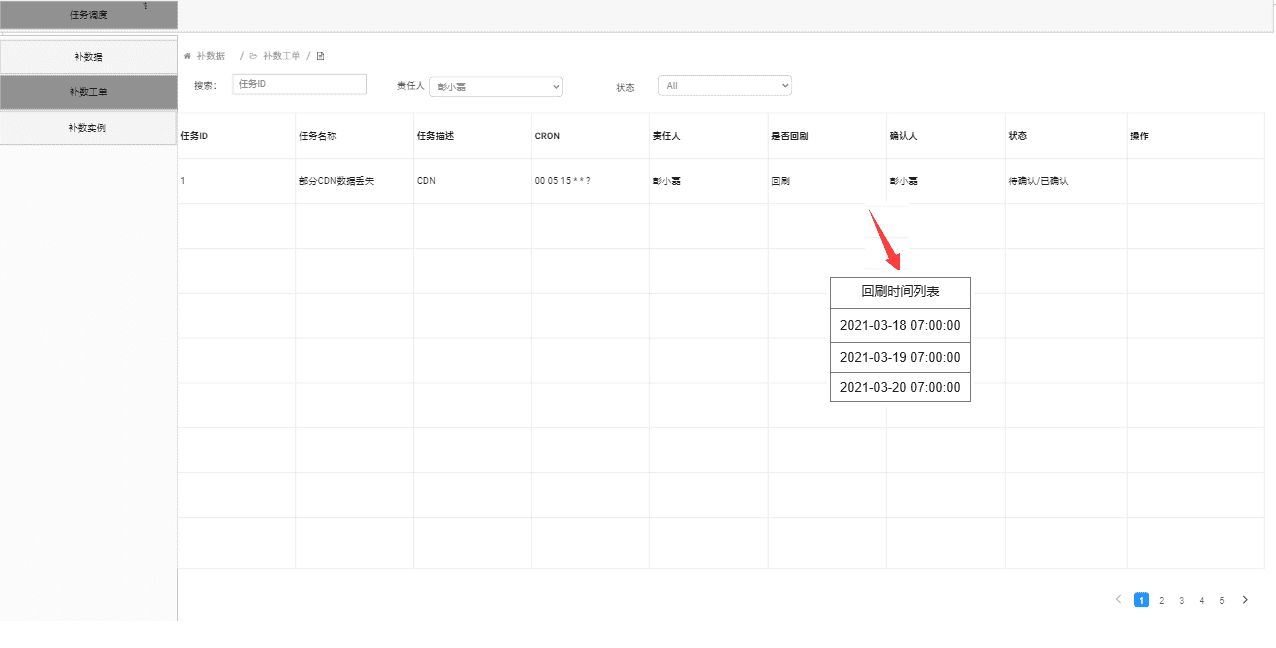 任务调度
补数据
补数工单
补数实例
补数据 / 补数工单 /
搜索: 任务ID 责任人 彭小磊 状态 All
任务ID 任务名称 任务描述 CRON 责任人 是否回刷 确认人 状态 操作
1 部分CDN数据丢失 CDN 00 05 15 * * ? 彭小磊 回刷 彭小磊 待确认/已确认
回刷时间列表
2021-03-18 07:00:00
2021-03-19 07:00:00
2021-03-20 07:00:00
1 2 3 4 5